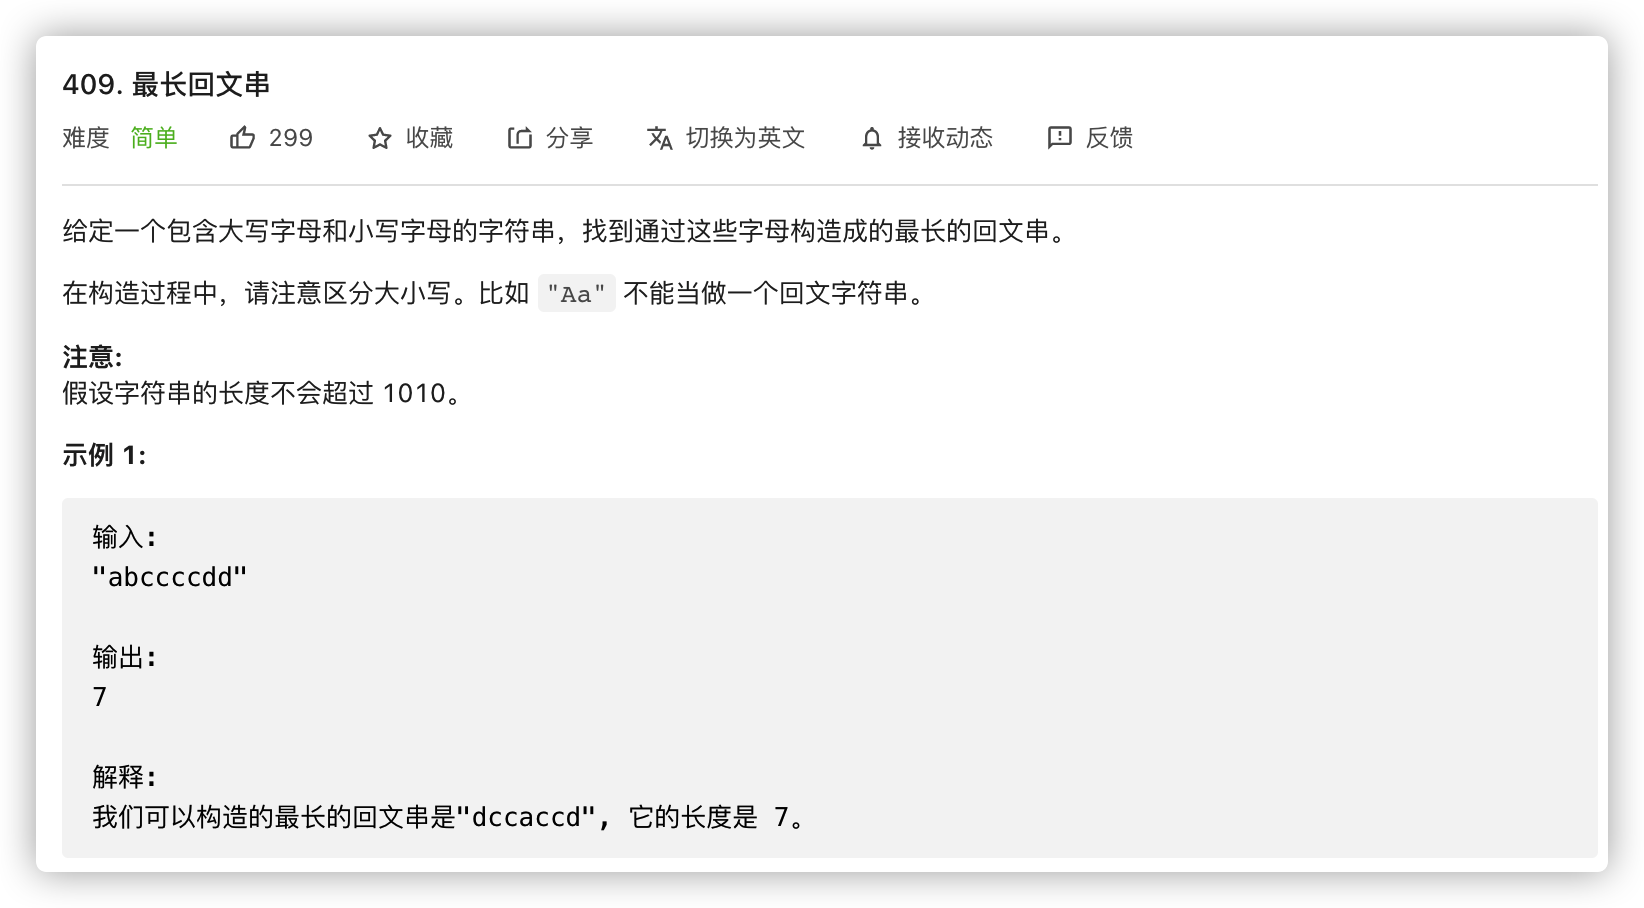 409. 最长回文串
难度 简单 299 收藏 分享 切换为英文 接收动态 反馈
给定一个包含大写字母和小写字母的字符串，找到通过这些字母构造成的最长的回文串。
在构造过程中，请注意区分大小写。比如 "Aa" 不能当做一个回文字符串。
注意:
假设字符串的长度不会超过 1010。
示例 1:
输入:
"abccccdd"
输出:
7
解释:
我们可以构造的最长的回文串是"dccaccd", 它的长度是 7。